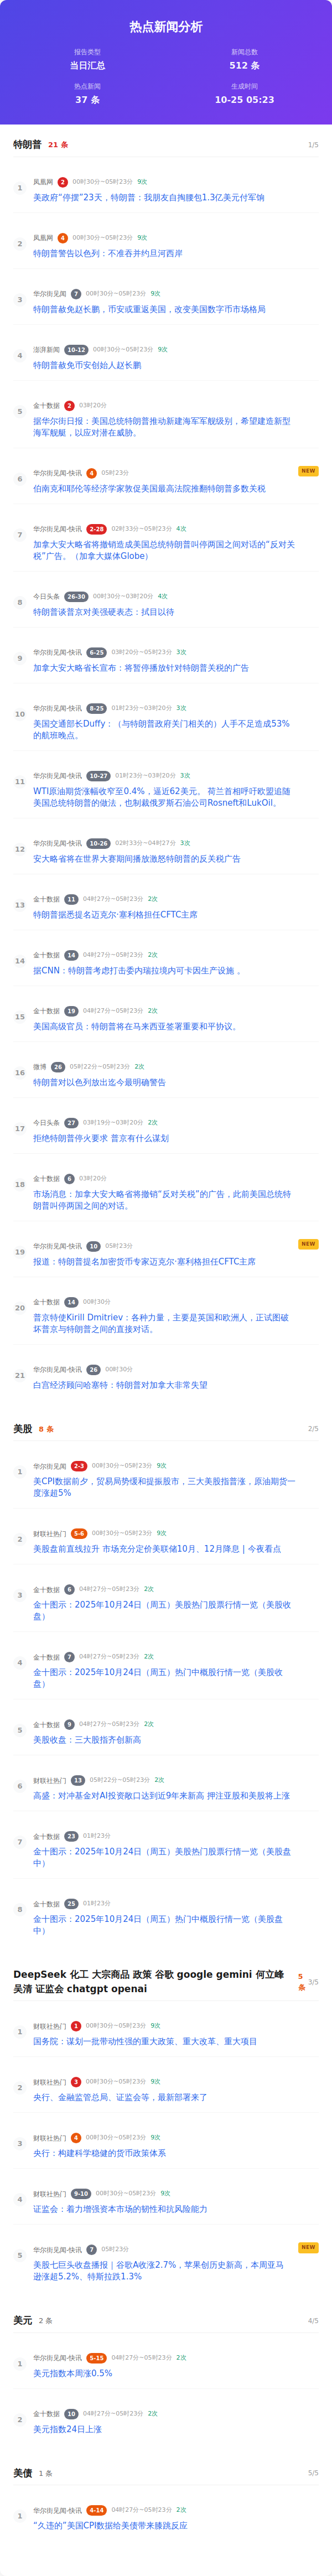 热点新闻分析
报告类型
新闻总数
当日汇总
512 条
热点新闻
生成时间
37 条
10-25 05:23
特朗普 21 条 1/5
1
凤凰网 2 00时30分~05时23分 9次
美政府“停摆”23天，特朗普：我朋友自掏腰包1.3亿美元付军饷
2
凤凰网 4 00时30分~05时23分 9次
特朗普警告以色列：不准吞并约旦河西岸
3
华尔街见闻 7 00时30分~05时23分 9次
特朗普赦免赵长鹏，币安或重返美国，改变美国数字币市场格局
4
澎湃新闻 10-12 00时30分~05时23分 9次
特朗普赦免币安创始人赵长鹏
5
金十数据 2 03时20分
据华尔街日报：美国总统特朗普推动新建海军军舰级别，希望建造新型
海军舰艇，以应对潜在威胁。
6
华尔街见闻-快讯 4 05时23分
NEW
伯南克和耶伦等经济学家敦促美国最高法院推翻特朗普多数关税
7
华尔街见闻-快讯 2-28 02时33分~05时23分 4次
加拿大安大略省将撤销造成美国总统特朗普叫停两国之间对话的“反对关
税”广告。（加拿大媒体Globe）
8
今日头条 26-30 00时30分~03时20分 4次
特朗普谈普京对美强硬表态：拭目以待
9
华尔街见闻-快讯 6-25 03时20分~05时23分 3次
加拿大安大略省长宣布：将暂停播放针对特朗普关税的广告
10
华尔街见闻-快讯 8-25 01时23分~03时20分 3次
美国交通部长Duffy：（与特朗普政府关门相关的）人手不足造成53%
的航班晚点。
11
华尔街见闻-快讯 10-27 01时23分~03时20分 3次
WTI原油期货涨幅收窄至0.4%，逼近62美元。 荷兰首相呼吁欧盟追随
美国总统特朗普的做法，也制裁俄罗斯石油公司Rosneft和LukOil。
12
华尔街见闻-快讯 10-26 02时33分~04时27分 3次
安大略省将在世界大赛期间播放激怒特朗普的反关税广告
13
金十数据 11 04时27分~05时23分 2次
特朗普据悉提名迈克尔·塞利格担任CFTC主席
14
金十数据 14 04时27分~05时23分 2次
据CNN：特朗普考虑打击委内瑞拉境内可卡因生产设施 。
15
金十数据 19 04时27分~05时23分 2次
美国高级官员：特朗普将在马来西亚签署重要和平协议。
16
微博 26 05时22分~05时23分 2次
特朗普对以色列放出迄今最明确警告
17
今日头条 27 03时19分~03时20分 2次
拒绝特朗普停火要求 普京有什么谋划
18
金十数据 6 03时20分
市场消息：加拿大安大略省将撤销“反对关税”的广告，此前美国总统特
朗普叫停两国之间的对话。
19
华尔街见闻-快讯 10 05时23分
NEW
报道：特朗普提名加密货币专家迈克尔·塞利格担任CFTC主席
20
金十数据 14 00时30分
普京特使Kirill Dmitriev：各种力量，主要是英国和欧洲人，正试图破
坏普京与特朗普之间的直接对话。
21
华尔街见闻-快讯 26 00时30分
白宫经济顾问哈塞特：特朗普对加拿大非常失望
美股 8 条 2/5
1
华尔街见闻 2-3 00时30分~05时23分 9次
美CPI数据前夕，贸易局势缓和提振股市，三大美股指普涨，原油期货一
度涨超5%
2
财联社热门 5-6 00时30分~05时23分 9次
美股盘前直线拉升 市场充分定价美联储10月、12月降息 | 今夜看点
3
金十数据 6 04时27分~05时23分 2次
金十图示：2025年10月24日（周五）美股热门股票行情一览（美股收
盘）
4
金十数据 7 04时27分~05时23分 2次
金十图示：2025年10月24日（周五）热门中概股行情一览（美股收
盘）
5
金十数据 9 04时27分~05时23分 2次
美股收盘：三大股指齐创新高
6
财联社热门 13 05时22分~05时23分 2次
高盛：对冲基金对AI投资敞口达到近9年来新高 押注亚股和美股将上涨
7
金十数据 23 01时23分
金十图示：2025年10月24日（周五）美股热门股票行情一览（美股盘
中）
8
金十数据 25 01时23分
金十图示：2025年10月24日（周五）热门中概股行情一览（美股盘
中）
DeepSeek 化工 大宗商品 政策 谷歌 google gemini 何立峰
吴清 证监会 chatgpt openai
5
条
3/5
1
财联社热门 1 00时30分~05时23分 9次
国务院：谋划一批带动性强的重大政策、重大改革、重大项目
2
财联社热门 3 00时30分~05时23分 9次
央行、金融监管总局、证监会等，最新部署来了
3
财联社热门 4 00时30分~05时23分 9次
央行：构建科学稳健的货币政策体系
4
财联社热门 9-10 00时30分~05时23分 9次
证监会：着力增强资本市场的韧性和抗风险能力
5
华尔街见闻-快讯 7 05时23分
NEW
美股七巨头收盘播报｜谷歌A收涨2.7%，苹果创历史新高，本周亚马
逊涨超5.2%、特斯拉跌1.3%
美元 2 条 4/5
1
华尔街见闻-快讯 5-15 04时27分~05时23分 2次
美元指数本周涨0.5%
2
金十数据 10 04时27分~05时23分 2次
美元指数24日上涨
美债 1 条 5/5
1
华尔街见闻-快讯 4-14 04时27分~05时23分 2次
“久违的”美国CPI数据给美债带来膝跳反应